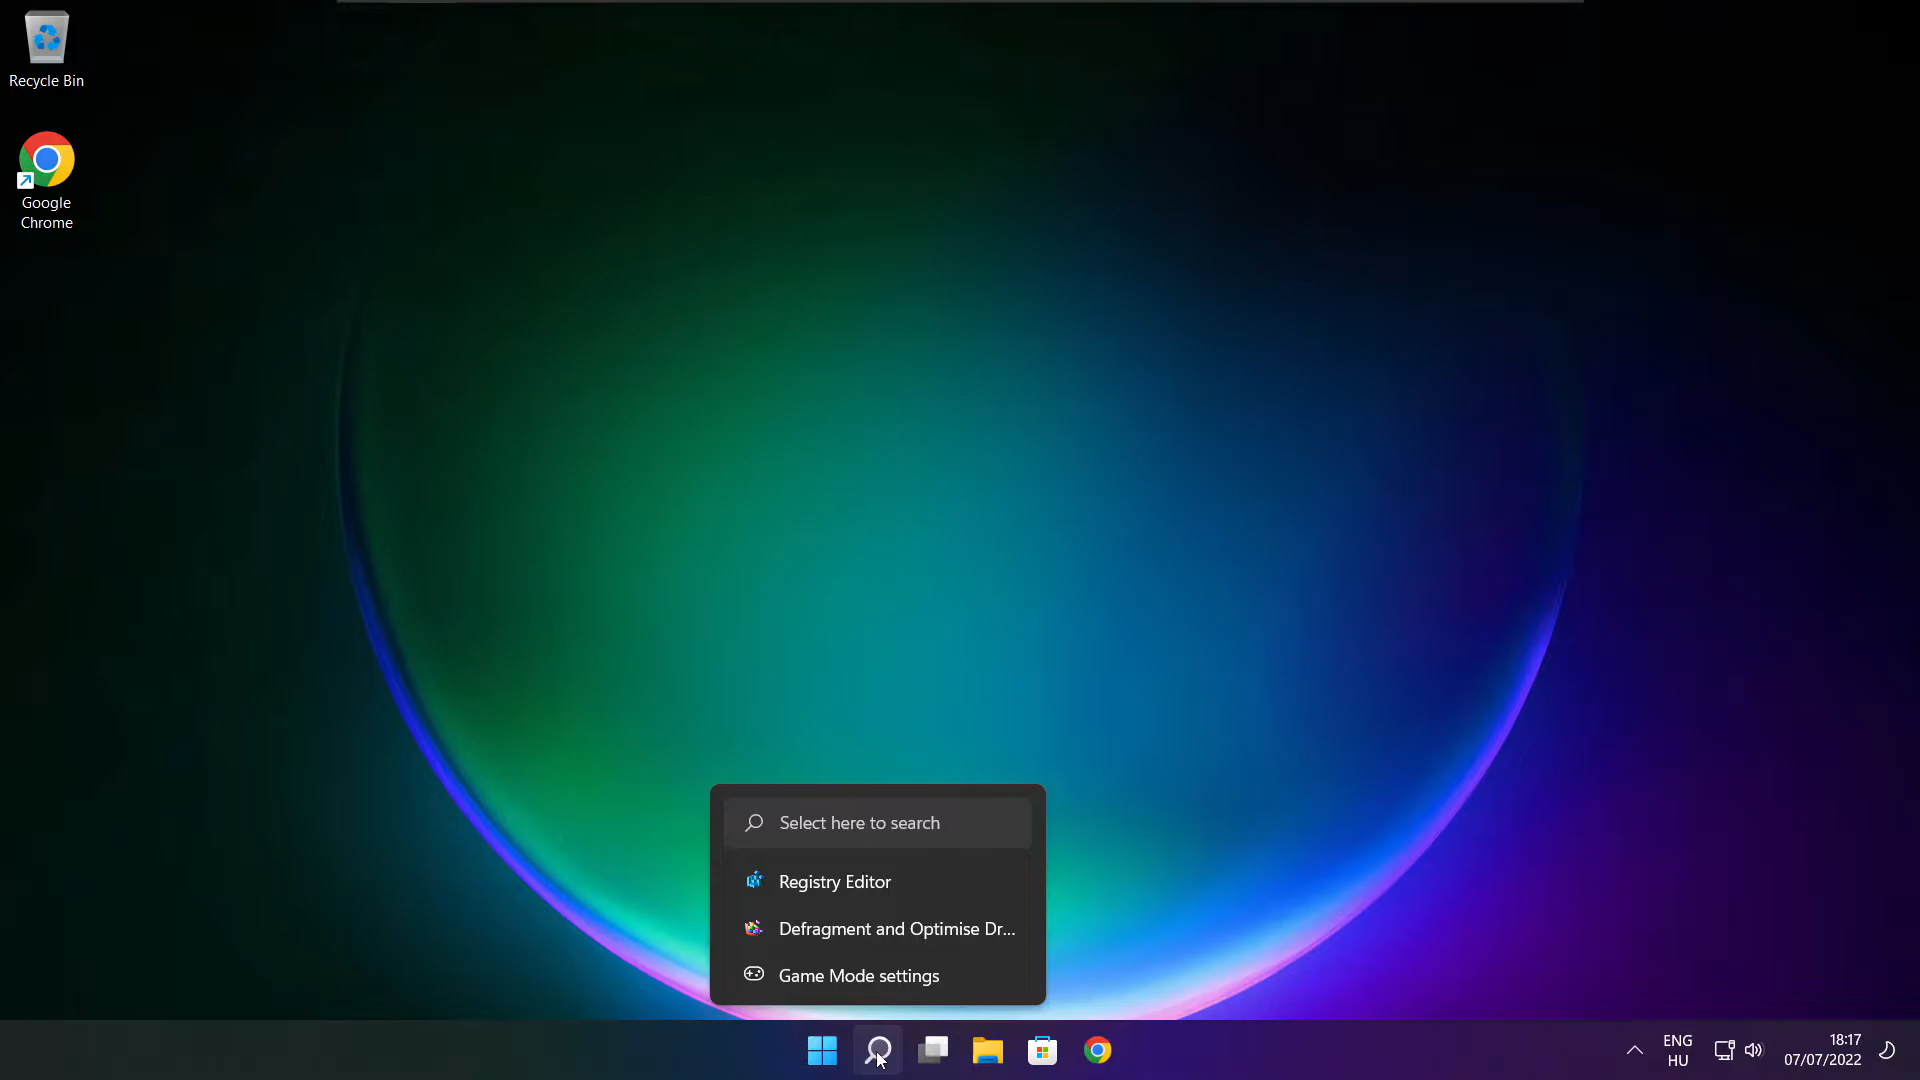 Recycle Bin
Google
Chrome
Select here to search
Registry Editor
Defragment and Optimise Dr...
Game Mode settings
ENG
HU
18:17
07/07/2022